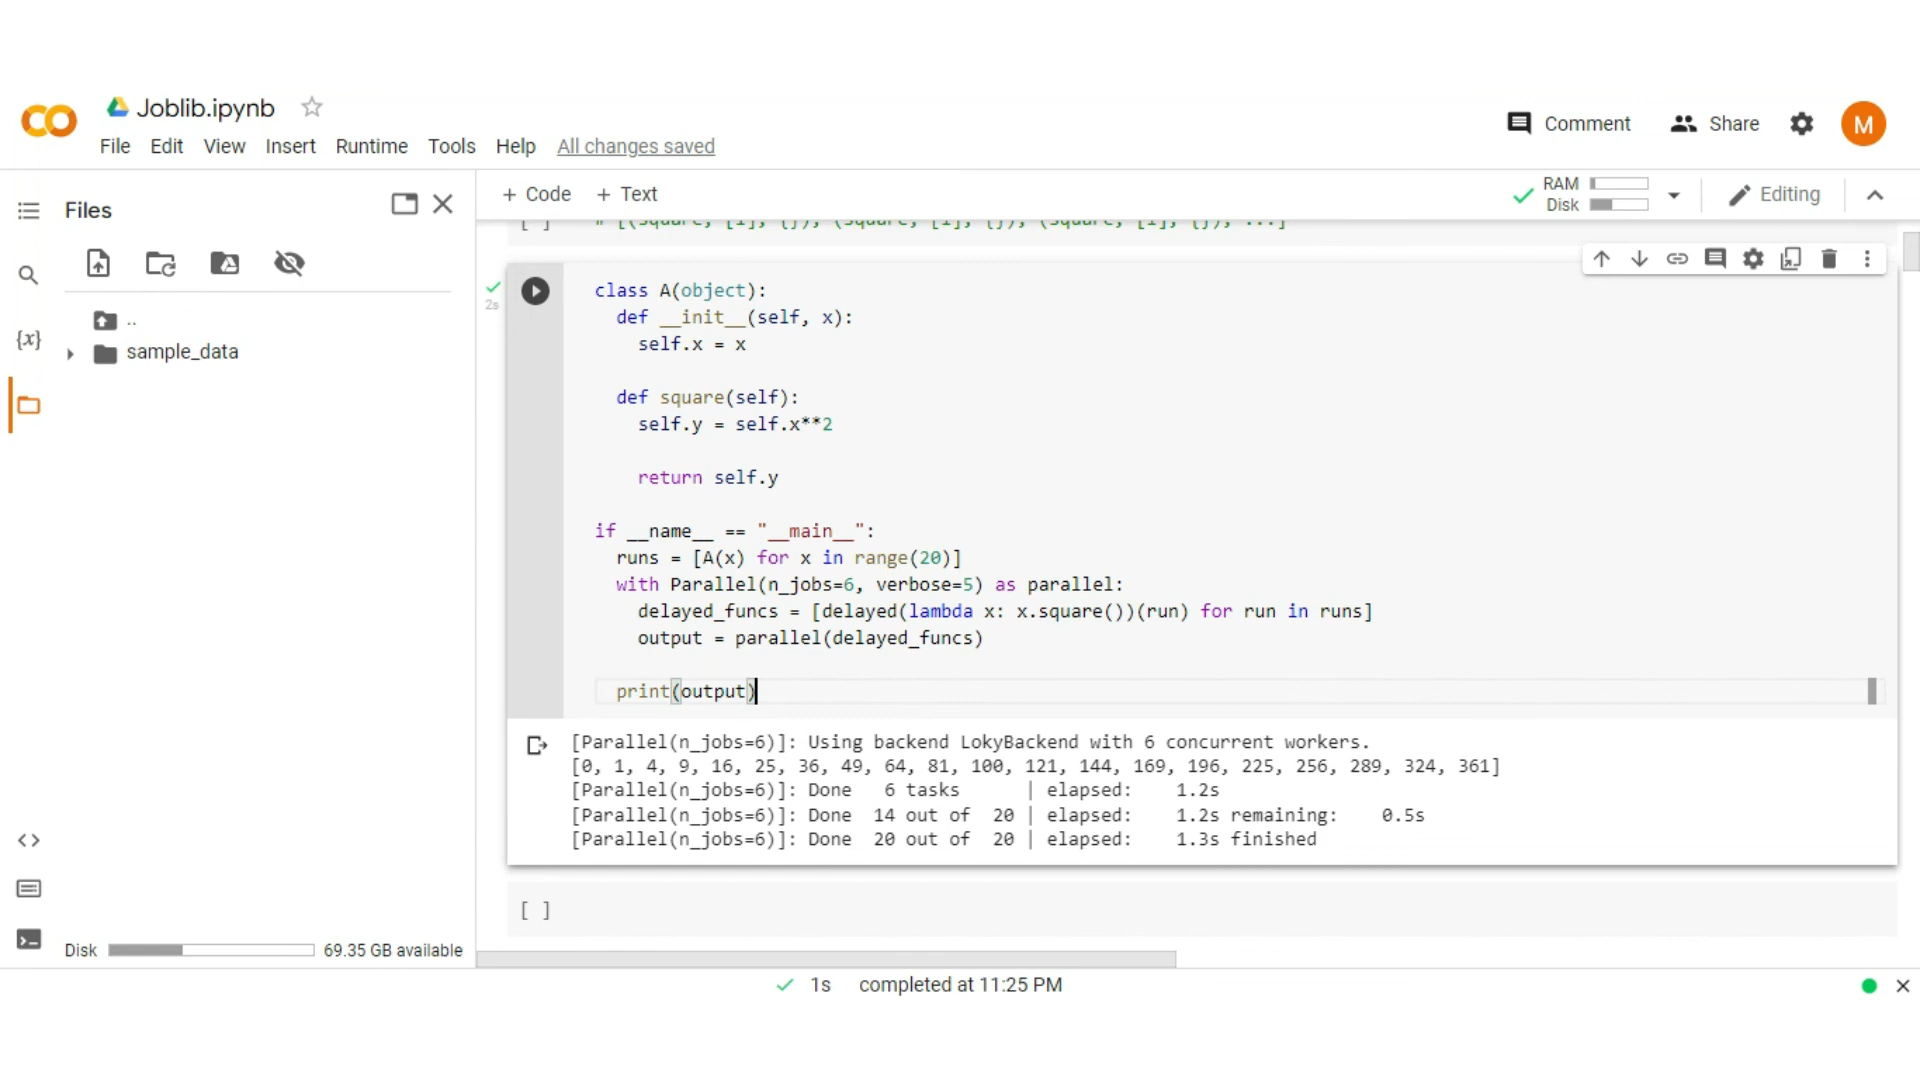 Joblib.ipynb
File Edit View Insert Runtime Tools Help All changes saved
Comment Share M
Files
+ Code + Text
RAM
Disk
Editing
# [(square, [i], {}), (square, [i], {}), (square, [i], {}), ...]
..
sample_data
{x}
2s
class A(object):
  def __init__(self, x):
    self.x = x
  def square(self):
    self.y = self.x**2
    return self.y
if __name__ == "__main__":
  runs = [A(x) for x in range(20)]
  with Parallel(n_jobs=6, verbose=5) as parallel:
    delayed_funcs = [delayed(lambda x: x.square())(run) for run in runs]
    output = parallel(delayed_funcs)
  print(output)
[Parallel(n_jobs=6)]: Using backend LokyBackend with 6 concurrent workers.
[0, 1, 4, 9, 16, 25, 36, 49, 64, 81, 100, 121, 144, 169, 196, 225, 256, 289, 324, 361]
[Parallel(n_jobs=6)]: Done   6 tasks      | elapsed:    1.2s
[Parallel(n_jobs=6)]: Done  14 out of  20 | elapsed:    1.2s remaining:    0.5s
[Parallel(n_jobs=6)]: Done  20 out of  20 | elapsed:    1.3s finished
[ ]
Disk 69.35 GB available
1s completed at 11:25 PM